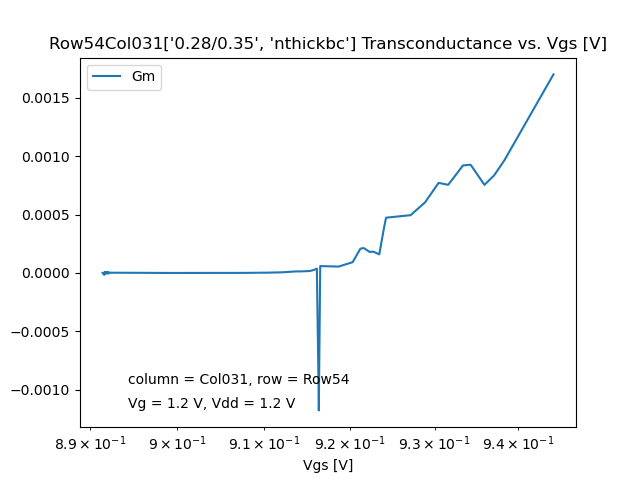 Row54Col031['0.28/0.35', 'nthickbc'] Transconductance vs. Vgs [V]
Gm
0.0015
0.0010
0.0005
0.0000
−0.0005
−0.0010
column = Col031, row = Row54
Vg = 1.2 V, Vdd = 1.2 V
8.9 × 10⁻¹ 9 × 10⁻¹ 9.1 × 10⁻¹ 9.2 × 10⁻¹ 9.3 × 10⁻¹ 9.4 × 10⁻¹
Vgs [V]